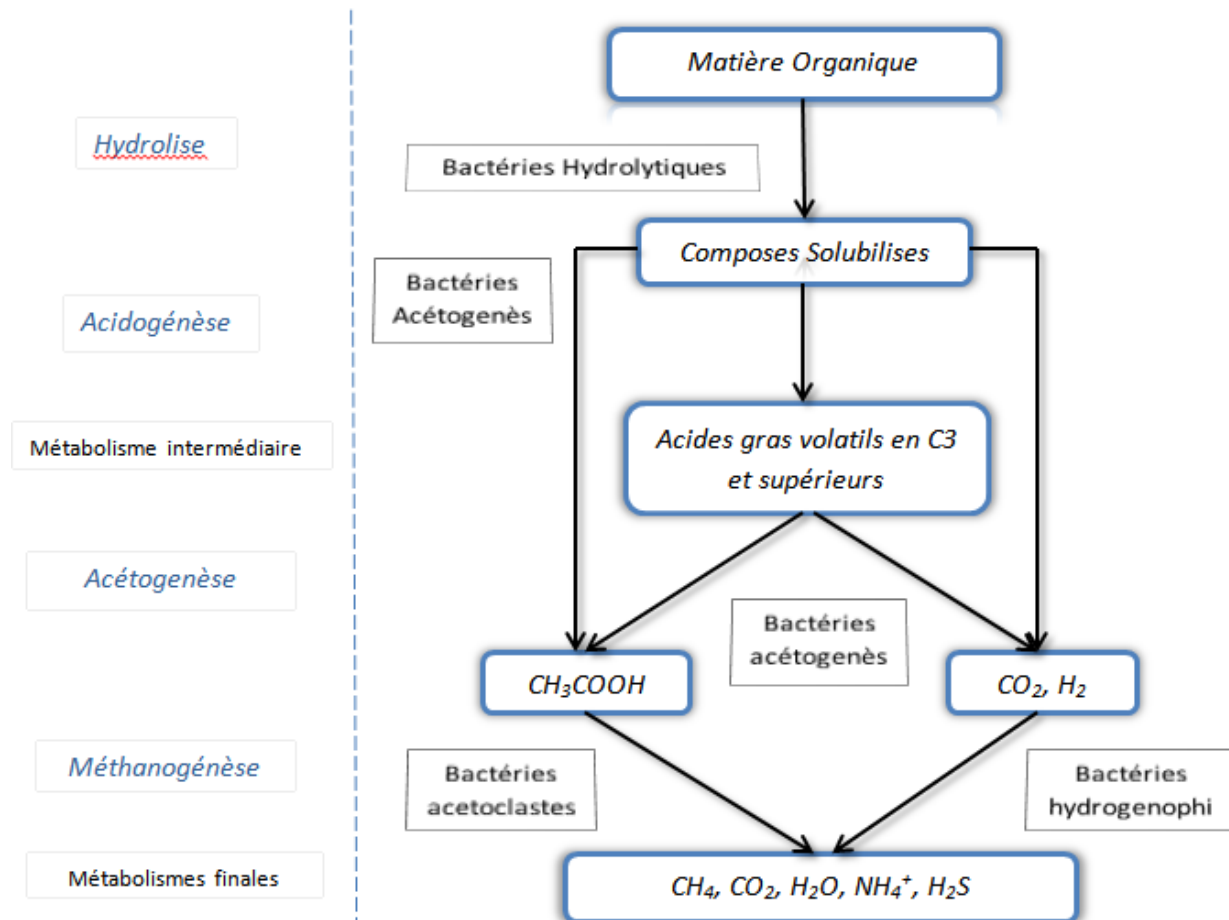 Matière Organique
Hydrolise
Bactéries Hydrolytiques
Composes Solubilises
Bactéries
Acétogenès
Acidogénèse
Acides gras volatils en C3
et supérieurs
Métabolisme intermédiaire
Acétogenèse
Bactéries
acétogenès
CH₃COOH
CO₂, H₂
Méthanogénèse
Bactéries
acetoclastes
Bactéries
hydrogenophi
Métabolismes finales
CH₄, CO₂, H₂O, NH₄⁺, H₂S